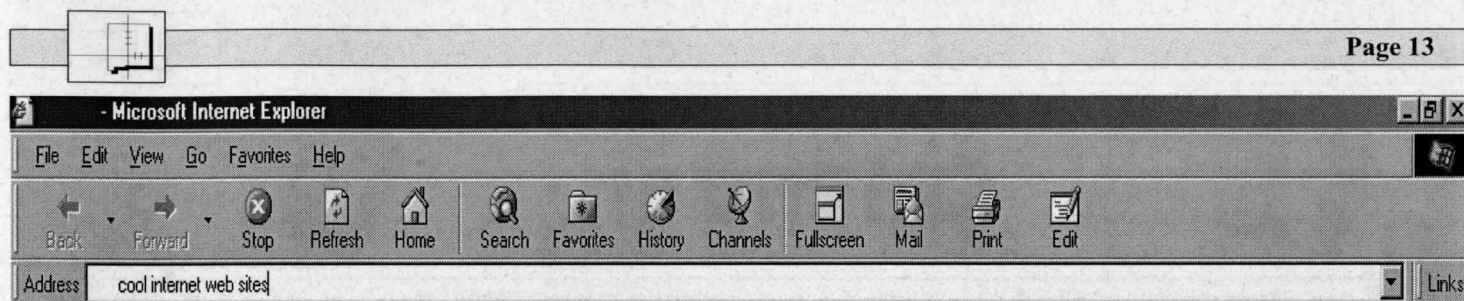 Page 13
- Microsoft Internet Explorer
File Edit View Go Favorites Help
Back Forward Stop Refresh Home Search Favorites History Channels Fullscreen Mail Print Edit
Address cool internet web sites Links